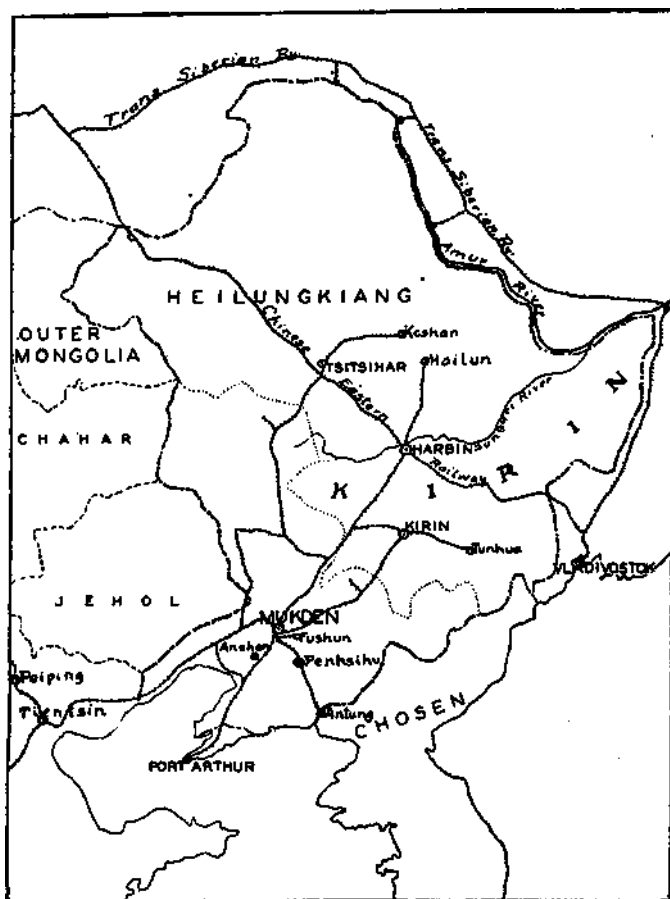 Trans Siberian Ry.
Trans Siberian Ry.
Amur
River
HEILUNGKIANG
Chinese
Eastern
Railway
Koshan
OUTER
MONGOLIA
TSITSIHAR
Hailun
Sungari River
CHAHAR
HARBIN
KIRIN
KIRIN
Tunhua
VLADIVOSTOK
JEHOL
MUKDEN
Fushun
Anshan
Penhsihu
Peiping
Tientsin
Antung
CHOSEN
PORT ARTHUR